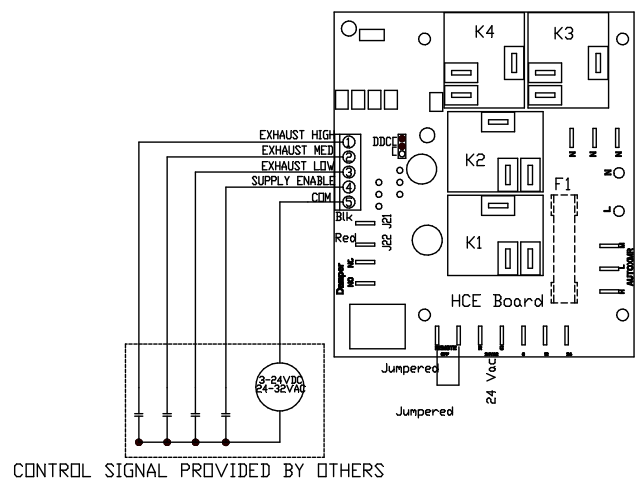 K4
K3
EXHAUST HIGH
1
DDC
EXHAUST MED
2
EXHAUST LOW
3
SUPPLY ENABLE
4
COM
5
K2
N
N
N
N
F1
L
Blk
J21
Red
J22
K1
NC
NO
Damper
L
HCE Board
3-24VDC
24-32VAC
Jumpered
24 Vac
Jumpered
CONTROL SIGNAL PROVIDED BY OTHERS